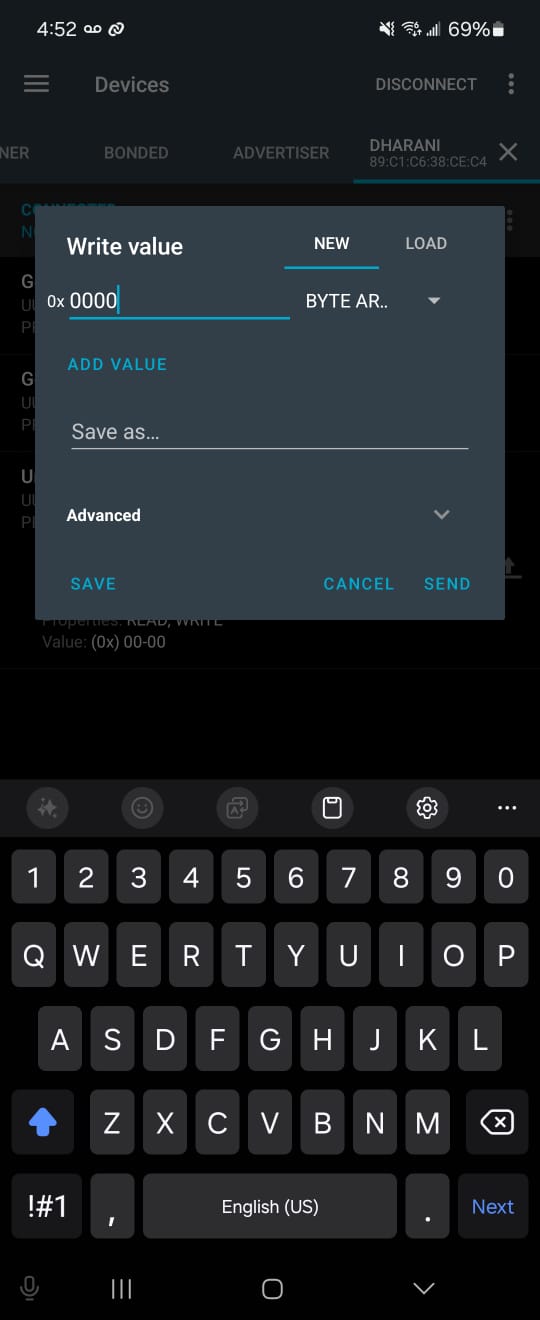 4:52 69%
Devices DISCONNECT
NER BONDED ADVERTISER DHARANI
89:C1:C6:38:CE:C4
CONNECTED
Write value NEW LOAD
0x 0000 BYTE AR..
ADD VALUE
Save as...
Advanced
SAVE CANCEL SEND
Properties: READ, WRITE
Value: (0x) 00-00
1 2 3 4 5 6 7 8 9 0
Q W E R T Y U I O P
A S D F G H J K L
Z X C V B N M
!#1 , English (US) . Next